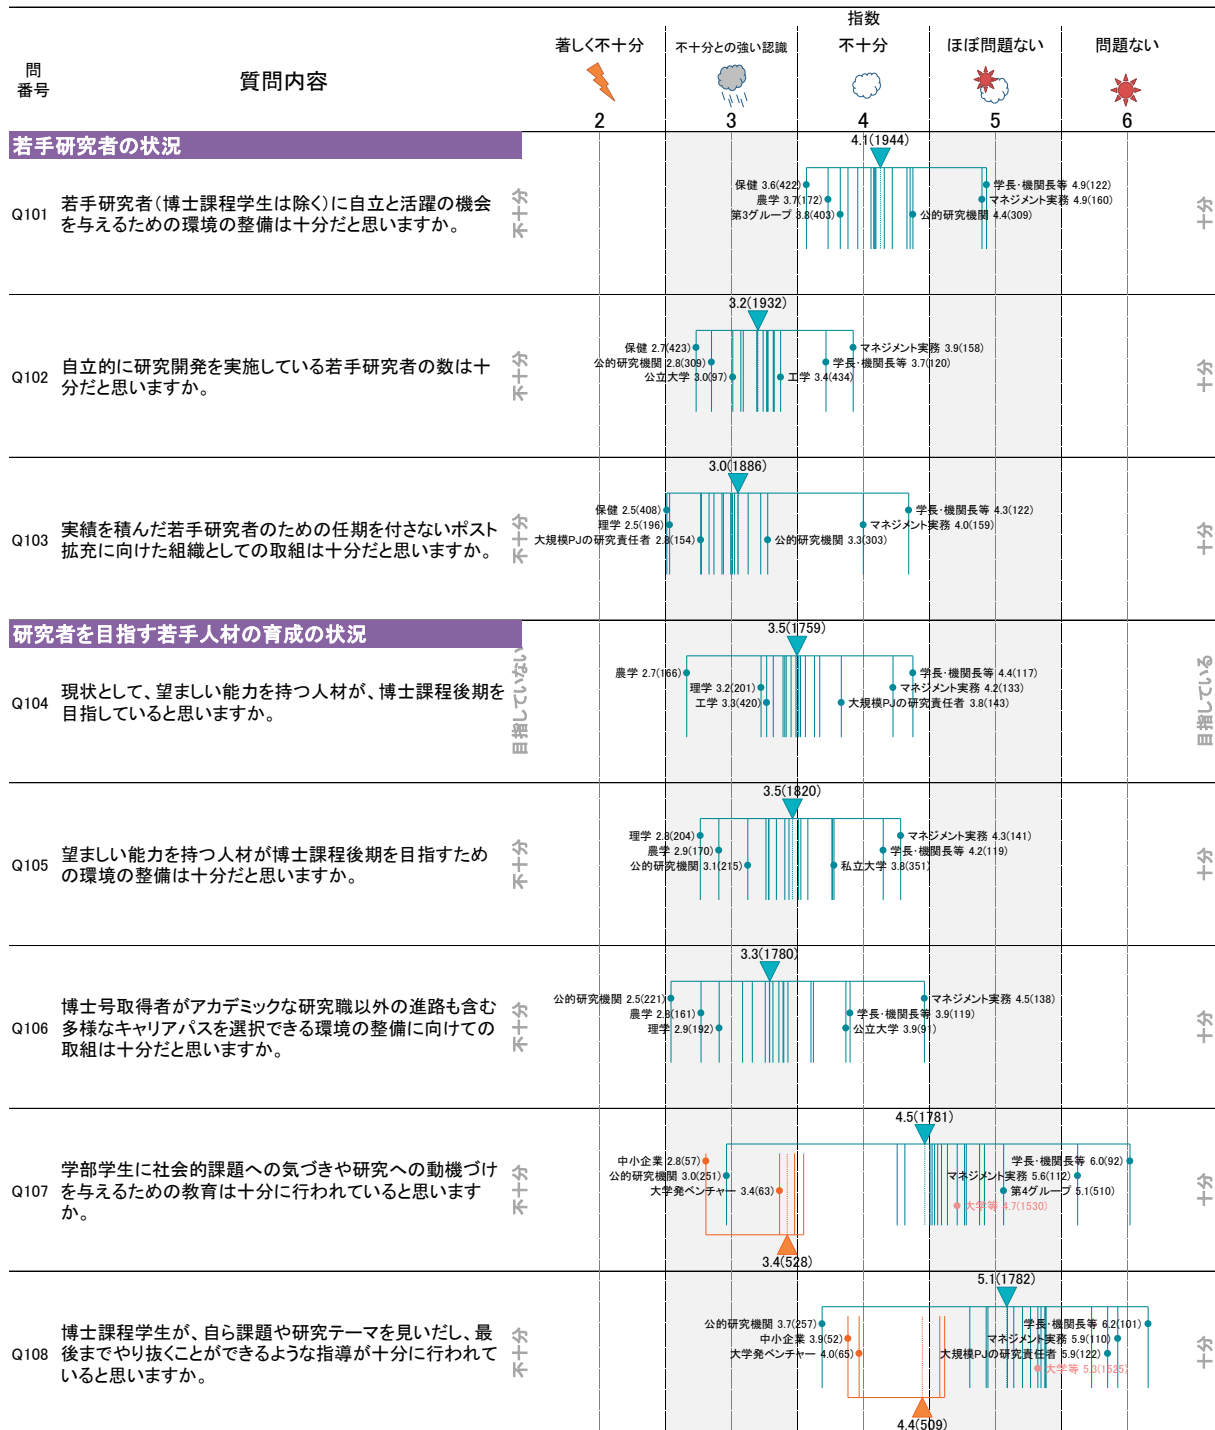 指数
著しく不十分
不十分との強い認識
不十分
ほぼ問題ない
問題ない
問
番号
質問内容
2
3
4
5
6
若手研究者の状況
4.1(1944)
Q101
若手研究者(博士課程学生は除く)に自立と活躍の機会
を与えるための環境の整備は十分だと思いますか。
不十分
保健 3.6(422)
農学 3.7(172)
第3グループ 3.8(403)
学長・機関長等 4.9(122)
マネジメント実務 4.9(160)
公的研究機関 4.4(309)
十分
3.2(1932)
Q102
自立的に研究開発を実施している若手研究者の数は十
分だと思いますか。
不十分
保健 2.7(423)
公的研究機関 2.8(309)
公立大学 3.0(97)
マネジメント実務 3.9(158)
学長・機関長等 3.7(120)
工学 3.4(434)
十分
3.0(1886)
Q103
実績を積んだ若手研究者のための任期を付さないポスト
拡充に向けた組織としての取組は十分だと思いますか。
不十分
保健 2.5(408)
理学 2.5(196)
大規模PJの研究責任者 2.8(154)
学長・機関長等 4.3(122)
マネジメント実務 4.0(159)
公的研究機関 3.3(303)
十分
研究者を目指す若手人材の育成の状況
3.5(1759)
Q104
現状として、望ましい能力を持つ人材が、博士課程後期を
目指していると思いますか。
目指していない
農学 2.7(166)
理学 3.2(201)
工学 3.3(420)
学長・機関長等 4.4(117)
マネジメント実務 4.2(133)
大規模PJの研究責任者 3.8(143)
目指している
3.5(1820)
Q105
望ましい能力を持つ人材が博士課程後期を目指すため
の環境の整備は十分だと思いますか。
不十分
理学 2.8(204)
農学 2.9(170)
公的研究機関 3.1(215)
マネジメント実務 4.3(141)
学長・機関長等 4.2(119)
私立大学 3.8(351)
十分
3.3(1780)
Q106
博士号取得者がアカデミックな研究職以外の進路も含む
多様なキャリアパスを選択できる環境の整備に向けての
取組は十分だと思いますか。
不十分
公的研究機関 2.5(221)
農学 2.8(161)
理学 2.9(192)
マネジメント実務 4.5(138)
学長・機関長等 3.9(119)
公立大学 3.9(91)
十分
4.5(1781)
Q107
学部学生に社会的課題への気づきや研究への動機づけ
を与えるための教育は十分に行われていると思います
か。
不十分
中小企業 2.8(57)
公的研究機関 3.0(251)
大学発ベンチャー 3.4(63)
学長・機関長等 6.0(92)
マネジメント実務 5.6(112)
第4グループ 5.1(510)
大学等 4.7(1530)
十分
3.4(528)
5.1(1782)
Q108
博士課程学生が、自ら課題や研究テーマを見いだし、最
後までやり抜くことができるような指導が十分に行われて
いると思いますか。
不十分
公的研究機関 3.7(257)
中小企業 3.9(52)
大学発ベンチャー 4.0(65)
学長・機関長等 6.2(101)
マネジメント実務 5.9(110)
大規模PJの研究責任者 5.9(122)
大学等 5.3(1525)
十分
4.4(509)